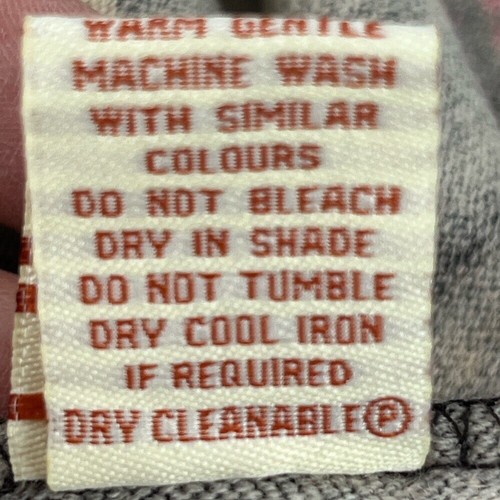 WARM GENTLE
MACHINE WASH
WITH SIMILAR
COLOURS
DO NOT BLEACH
DRY IN SHADE
DO NOT TUMBLE
DRY COOL IRON
IF REQUIRED
DRY CLEANABLE Ⓟ